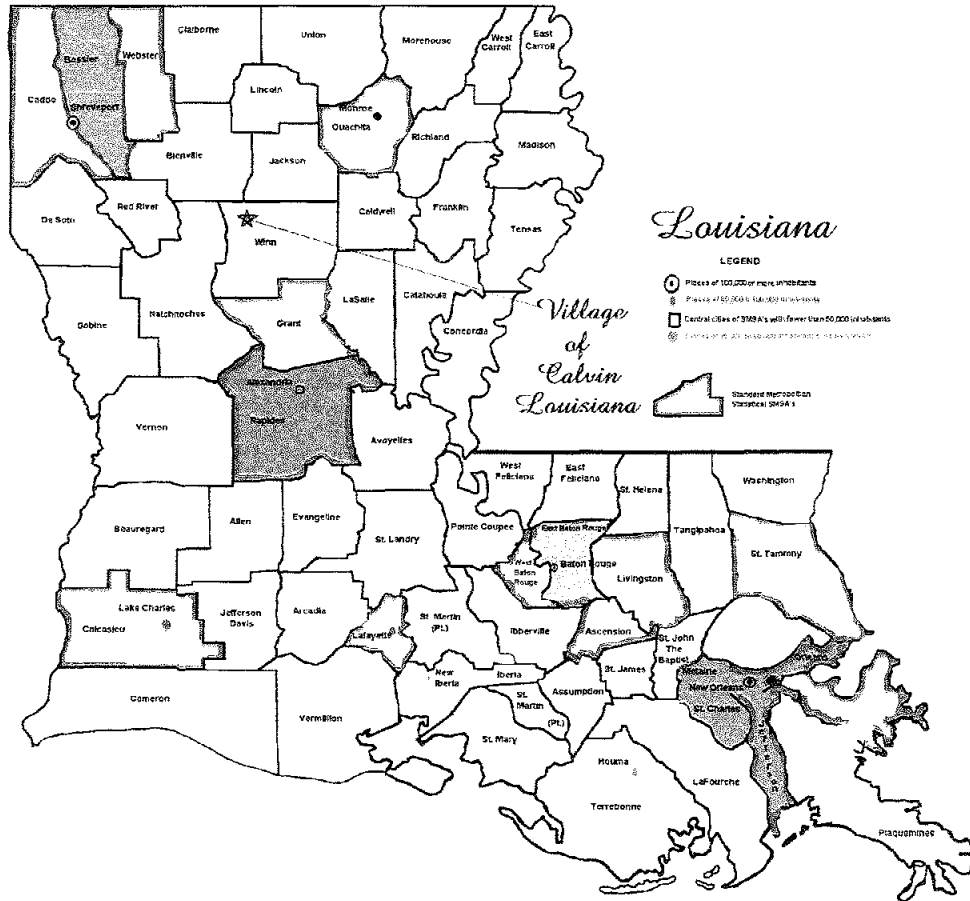 Claiborne
Union
Morehouse
West
Carroll
East
Carroll
Bossier
Webster
Caddo
Shreveport
Lincoln
Monroe
Ouachita
Richland
Madison
Bienville
Jackson
De Soto
Red River
Winn
Caldwell
Franklin
Tensas
Louisiana
LEGEND
Places of 100,000 or more inhabitants
Central cities of SMSA's with fewer than 50,000 inhabitants
Standard Metropolitan
Statistical SMSA's
Village
of
Calvin
Louisiana
Sabine
Natchitoches
Grant
LaSalle
Catahoula
Concordia
Alexandria
Rapides
Vernon
Avoyelles
West
Feliciana
East
Feliciana
St. Helena
Washington
Beauregard
Allen
Evangeline
St. Landry
Pointe Coupee
East Baton Rouge
Tangipahoa
St. Tammny
West
Baton
Rouge
Baton Rouge
Livingston
Lake Charles
Calcasieu
Jefferson
Davis
Arcadia
Lafayette
St. Martin
(Pt.)
Ibberville
Ascension
St. John
The
Baptist
Cameron
Vermilion
New
Iberia
Iberia
St.
Martin
(Pt.)
Assumption
St. James
Orleans
Metairie
New Orleans
St. Charles
St. Mary
Houma
Terrebonne
LaFourche
Plaquemines